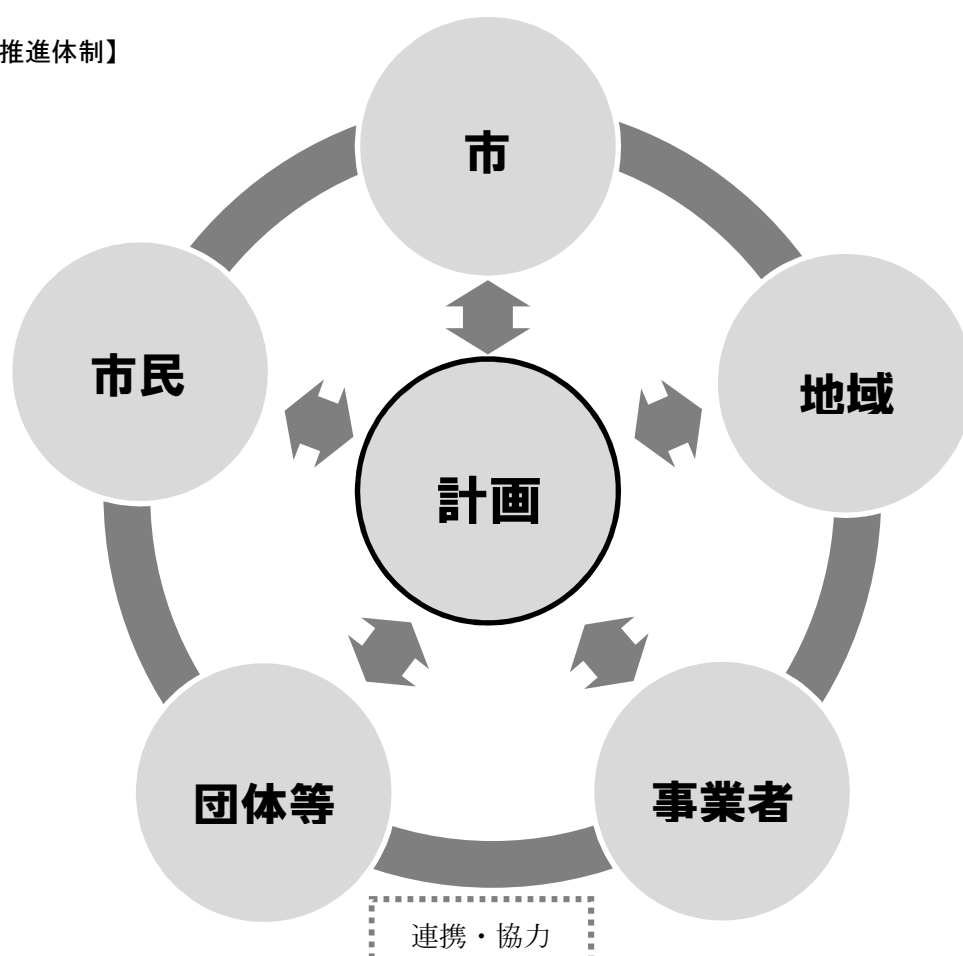 推進体制】
市
市民
地域
計画
団体等
事業者
連携・協力